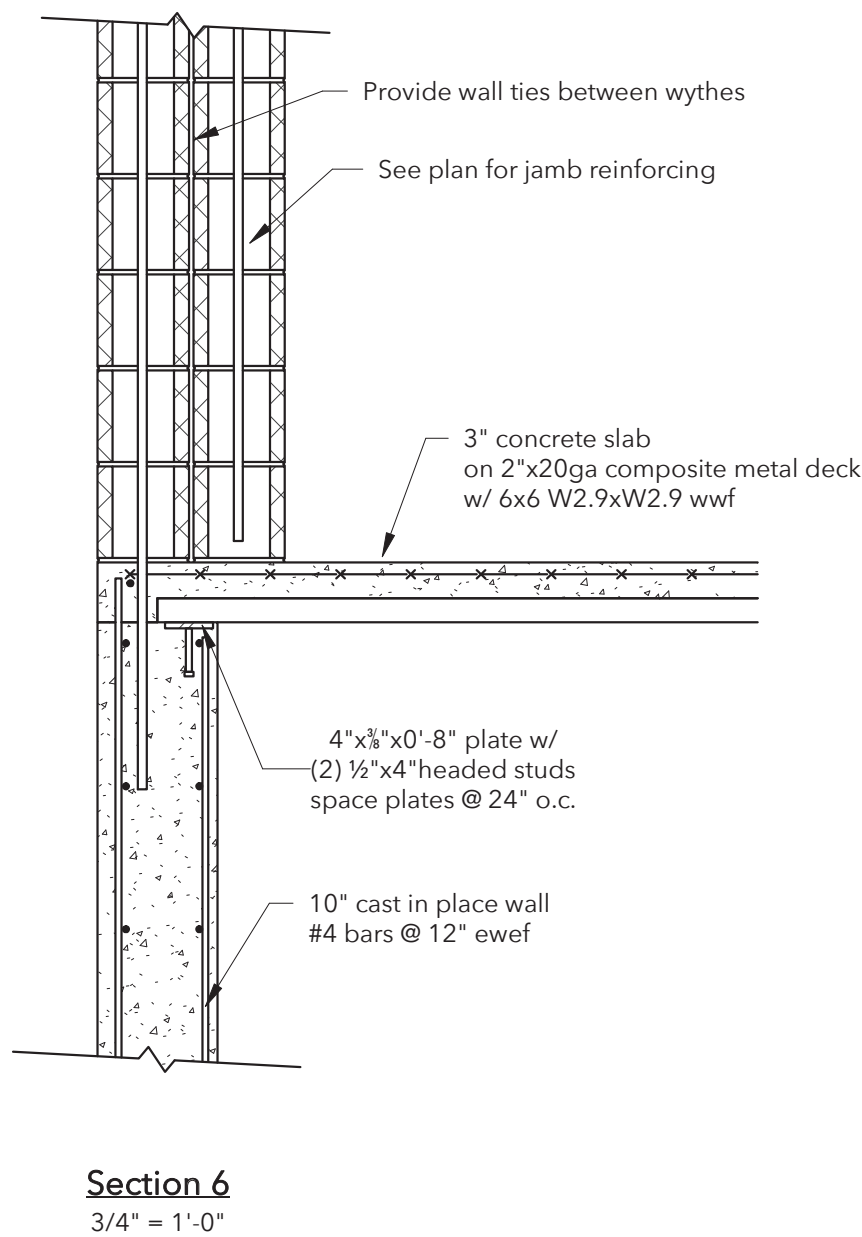 Provide wall ties between wythes
See plan for jamb reinforcing
3" concrete slab
on 2"x20ga composite metal deck
w/ 6x6 W2.9xW2.9 wwf
4"x⅜"x0'-8" plate w/
(2) ½"x4"headed studs
space plates @ 24" o.c.
10" cast in place wall
#4 bars @ 12" ewef
Section 6
3/4" = 1'-0"